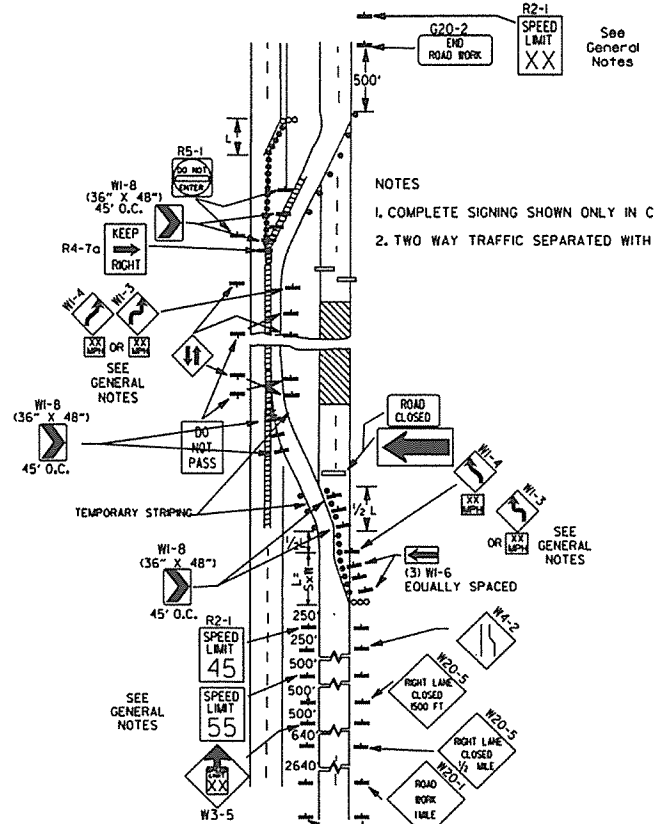 R2-1
SPEED
LIMIT
XX
See
General
Notes
G20-2
END
ROAD WORK
500'
L
R5-1
DO NOT
ENTER
W1-8
(36" X 48")
45' O.C.
KEEP
RIGHT
R4-7a
NOTES
1. COMPLETE SIGNING SHOWN ONLY IN C
2. TWO WAY TRAFFIC SEPARATED WITH
W1-4
W1-3
XX
MPH
OR
XX
MPH
SEE
GENERAL
NOTES
W1-8
(36" X 48")
45' O.C.
DO
NOT
PASS
ROAD
CLOSED
TEMPORARY STRIPING
1/2 L
W1-4
XX
MPH
W1-3
OR
XX
MPH
SEE
GENERAL
NOTES
W1-8
(36" X 48")
45' O.C.
1/2 L
L=
SxW
(3) W1-6
EQUALLY SPACED
R2-1
SPEED
LIMIT
45
250'
250'
500'
500'
500'
640
2640
W4-2
SEE
GENERAL
NOTES
SPEED
LIMIT
55
W20-5
RIGHT LANE
CLOSED
1500 FT
W20-5
RIGHT LANE
CLOSED
1/2 MILE
XX
W3-5
W20-1
ROAD
WORK
1 MILE